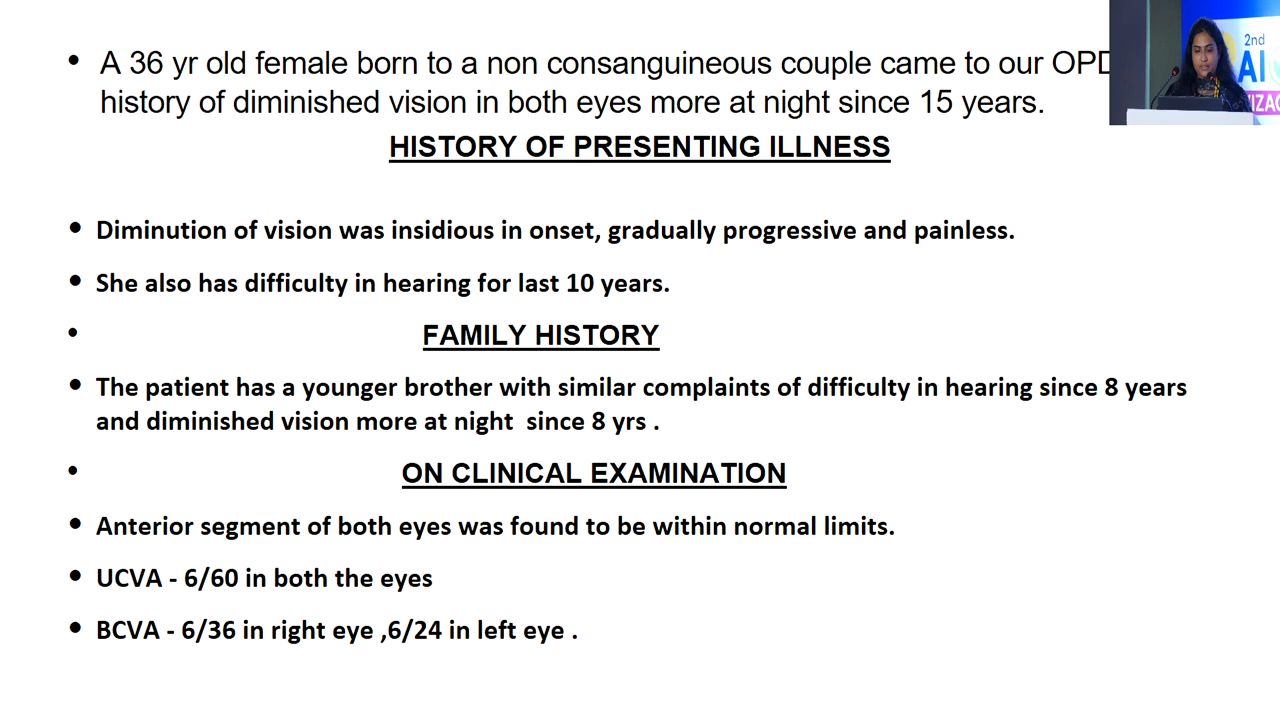 • A 36 yr old female born to a non consanguineous couple came to our OPD
history of diminished vision in both eyes more at night since 15 years.
HISTORY OF PRESENTING ILLNESS
• Diminution of vision was insidious in onset, gradually progressive and painless.
• She also has difficulty in hearing for last 10 years.
• FAMILY HISTORY
• The patient has a younger brother with similar complaints of difficulty in hearing since 8 years
and diminished vision more at night since 8 yrs .
• ON CLINICAL EXAMINATION
• Anterior segment of both eyes was found to be within normal limits.
• UCVA - 6/60 in both the eyes
• BCVA - 6/36 in right eye ,6/24 in left eye .
2nd
AI